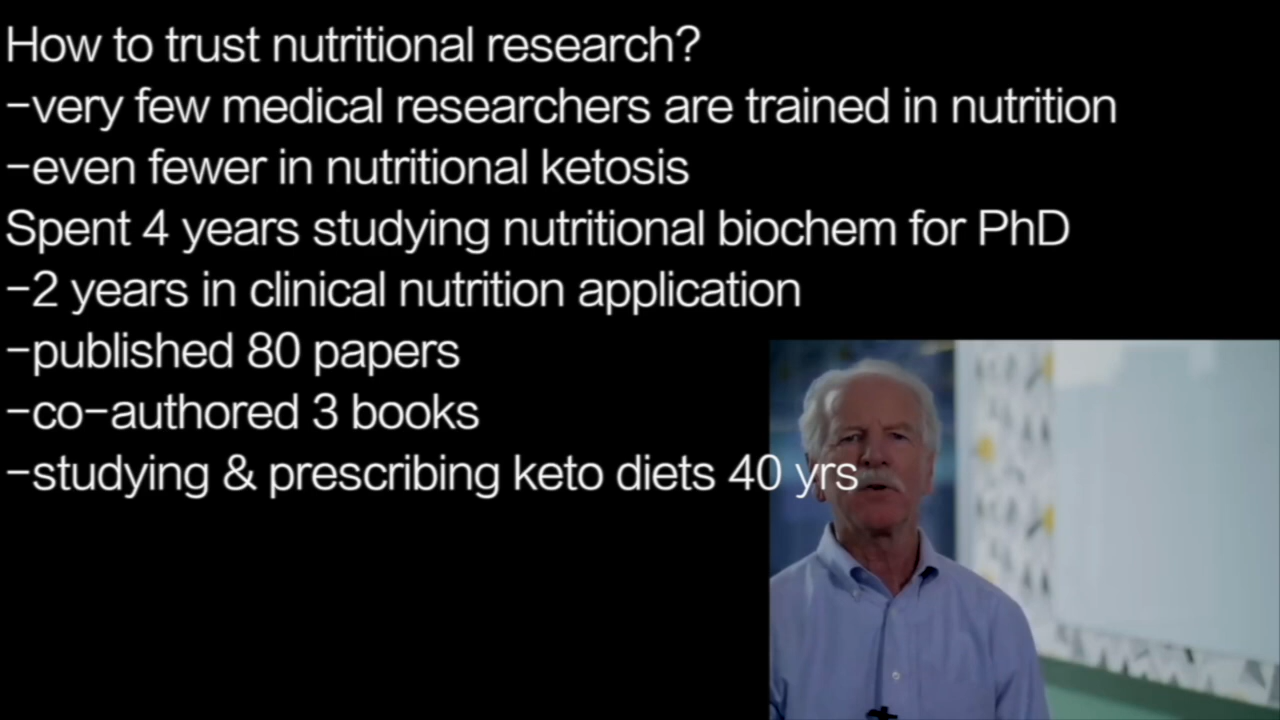 How to trust nutritional research?
-very few medical researchers are trained in nutrition
-even fewer in nutritional ketosis
Spent 4 years studying nutritional biochem for PhD
-2 years in clinical nutrition application
-published 80 papers
-co-authored 3 books
-studying & prescribing keto diets 40 yrs